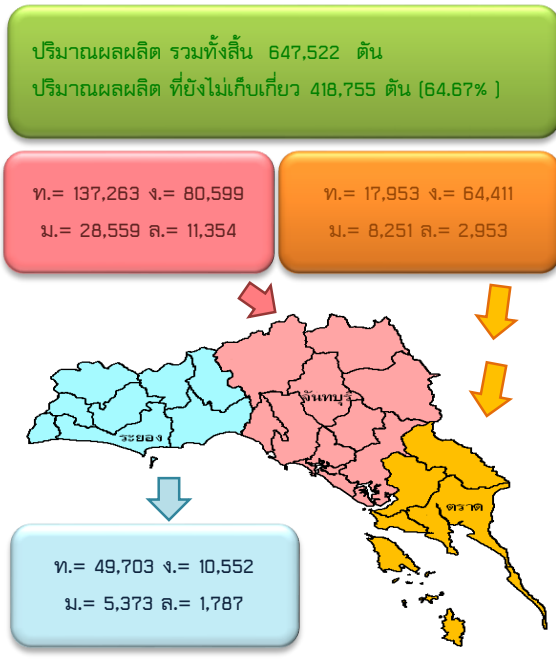 ปริมาณผลผลิต รวมทั้งสิ้น 647,522 ตัน
ปริมาณผลผลิต ที่ยังไม่เก็บเกี่ยว 418,755 ตัน (64.67% )
ท.= 137,263 ง.= 80,599
ม.= 28,559 ล.= 11,354
ท.= 17,953 ง.= 64,411
ม.= 8,251 ล.= 2,953
จันทบุรี
ระยอง
ตราด
ท.= 49,703 ง.= 10,552
ม.= 5,373 ล.= 1,787